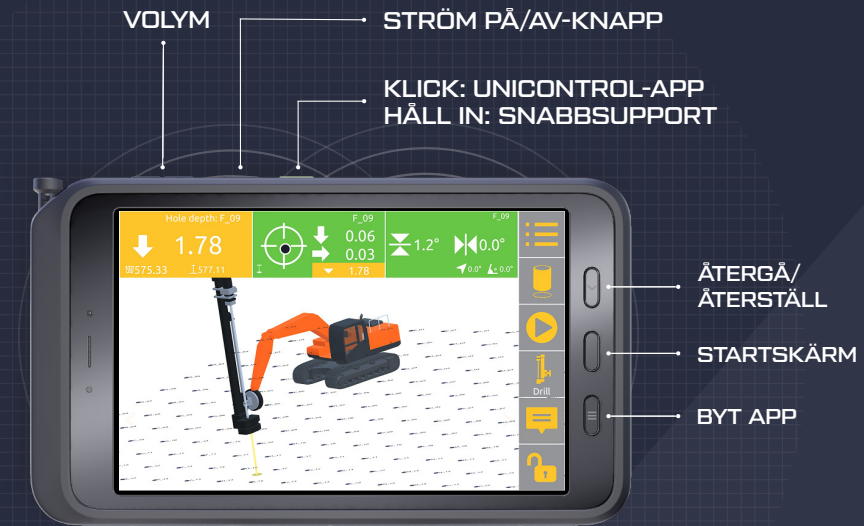 VOLYM
STRÖM PÅ/AV-KNAPP
KLICK: UNICONTROL-APP
HÅLL IN: SNABBSUPPORT
Hole depth: F_09
1.78
575.33
577.11
F_09
0.06
0.03
1.78
F_09
1.2°
0.0°
0.0°
0.0°
Drill
ÅTERGÅ/
ÅTERSTÄLL
STARTSKÄRM
BYT APP